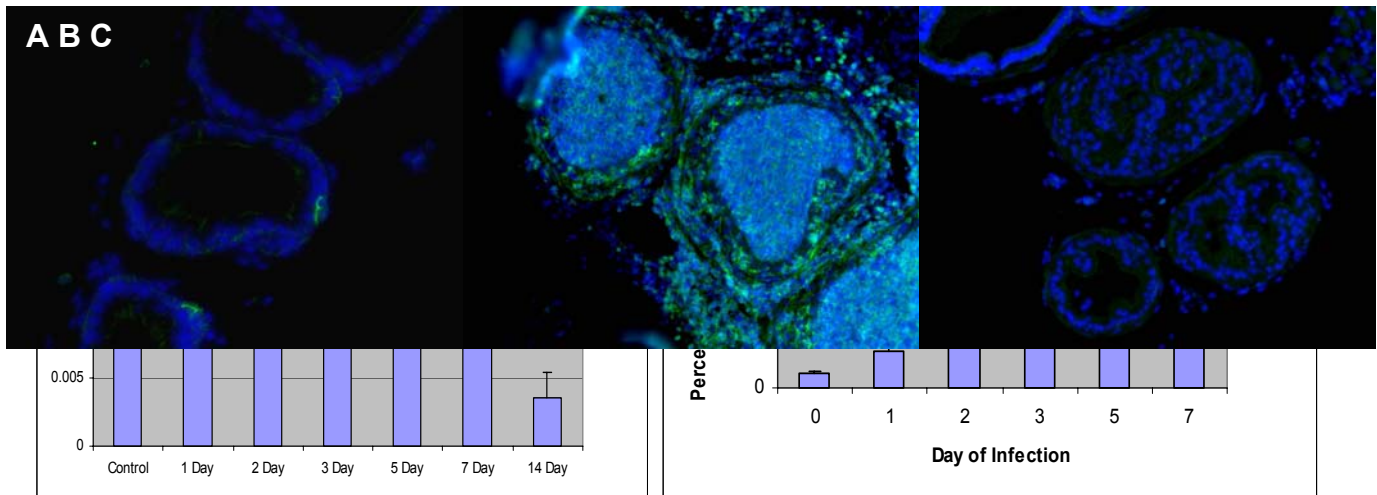 A B C
0.005
0
Control 1 Day 2 Day 3 Day 5 Day 7 Day 14 Day
Perce
0
0 1 2 3 5 7
Day of Infection